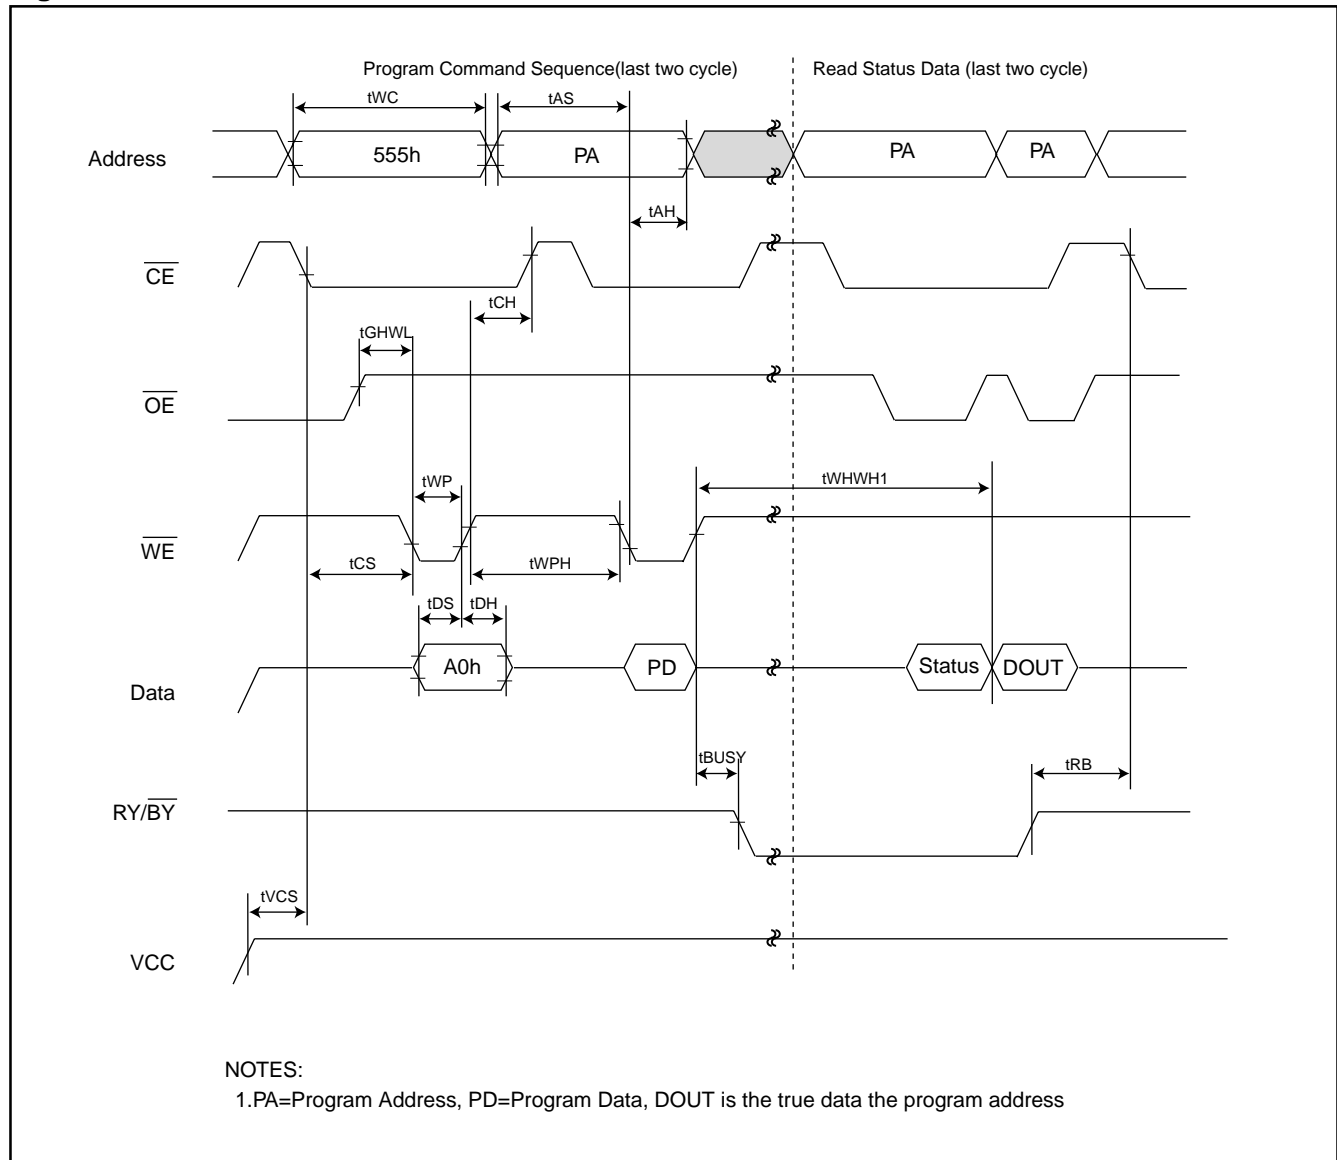 Program Command Sequence(last two cycle)
Read Status Data (last two cycle)
tWC
tAS
Address
555h
PA
PA
PA
tAH
CE
tCH
tGHWL
OE
tWP
tWHWH1
WE
tCS
tWPH
tDS
tDH
A0h
PD
Status
DOUT
Data
tBUSY
tRB
RY/BY
tVCS
VCC
NOTES:
1.PA=Program Address, PD=Program Data, DOUT is the true data the program address